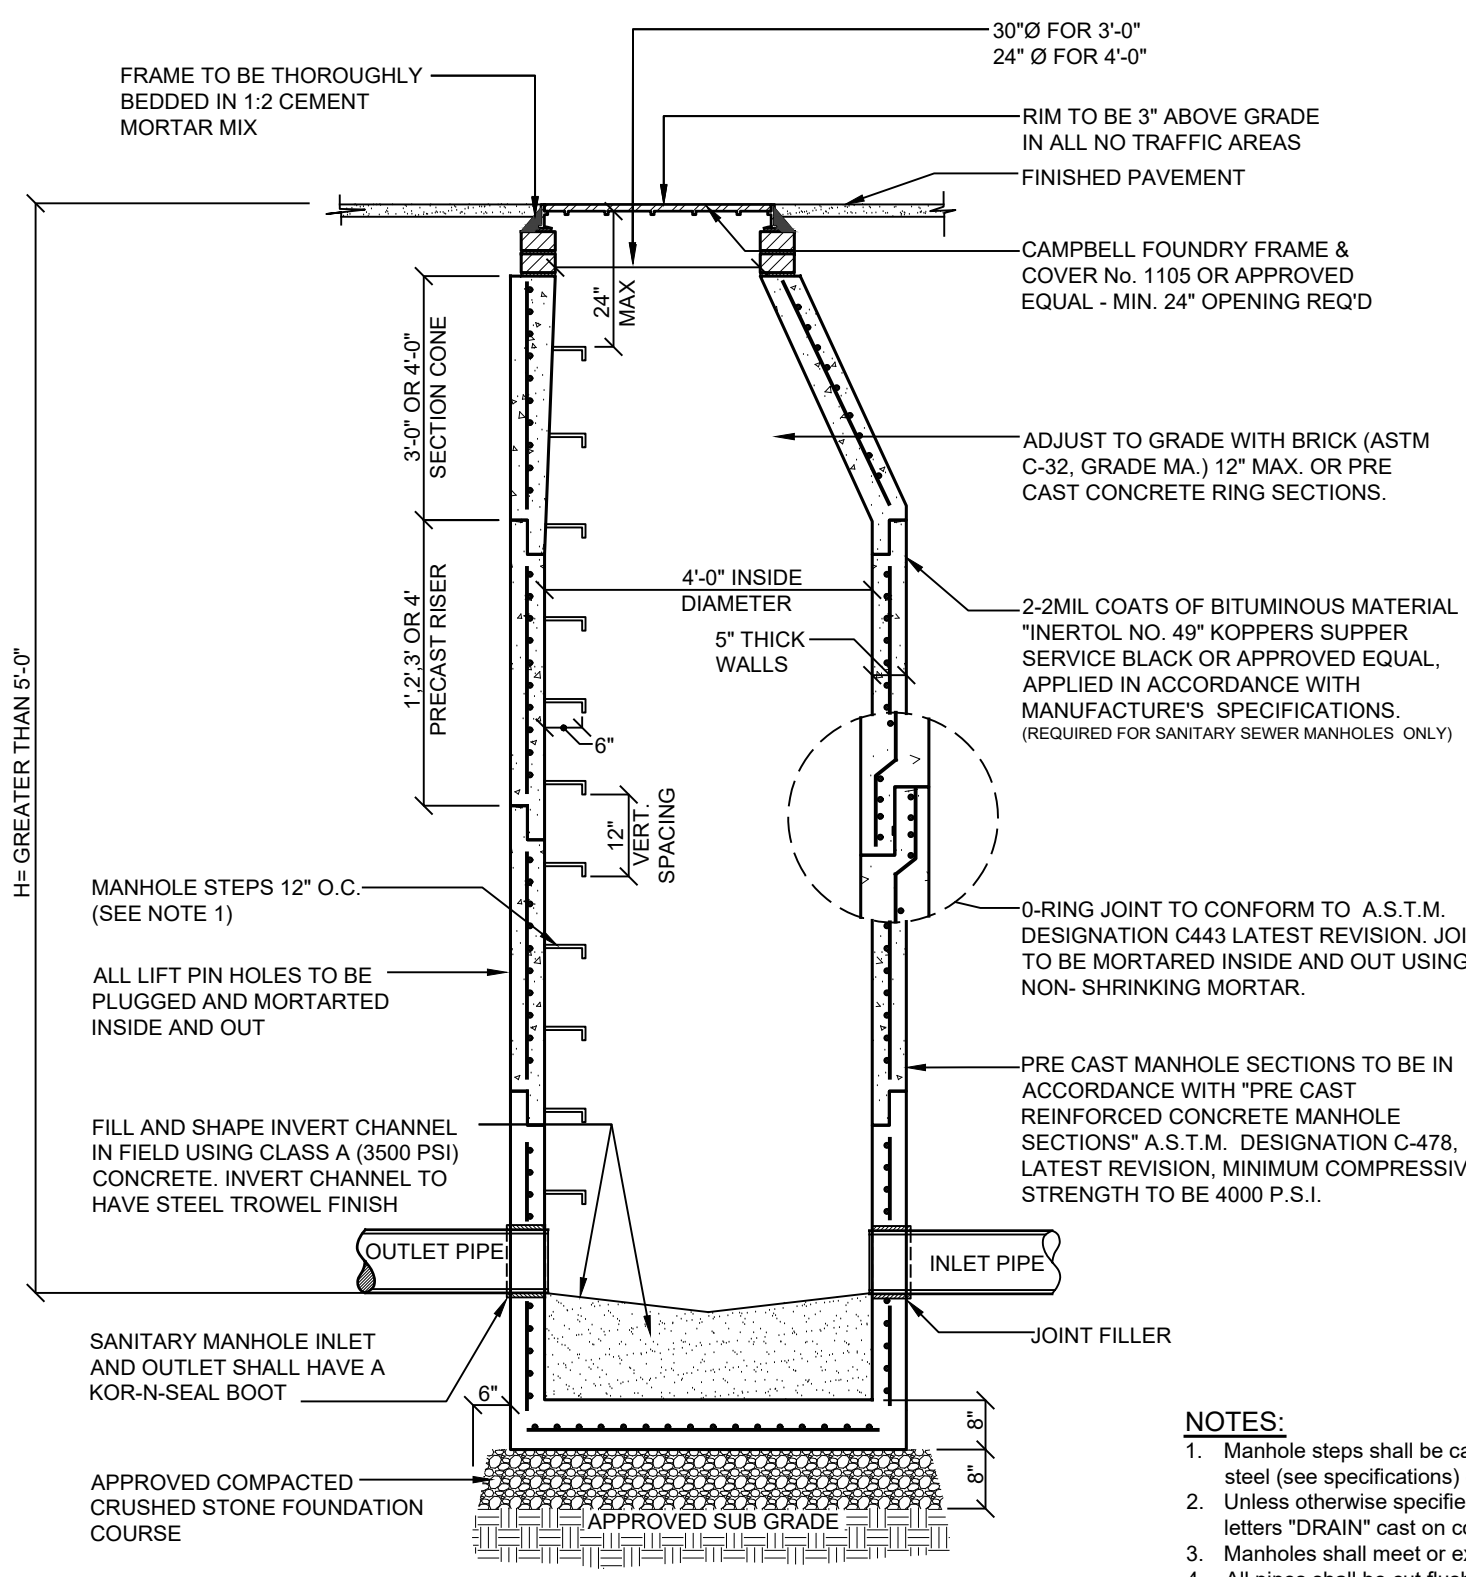 30"Ø FOR 3'-0"
24" Ø FOR 4'-0"
FRAME TO BE THOROUGHLY
BEDDED IN 1:2 CEMENT
MORTAR MIX
RIM TO BE 3" ABOVE GRADE
IN ALL NO TRAFFIC AREAS
FINISHED PAVEMENT
CAMPBELL FOUNDRY FRAME &
COVER No. 1105 OR APPROVED
EQUAL - MIN. 24" OPENING REQ'D
24"
MAX
3'-0" OR 4'-0"
SECTION CONE
ADJUST TO GRADE WITH BRICK (ASTM
C-32, GRADE MA.) 12" MAX. OR PRE
CAST CONCRETE RING SECTIONS.
4'-0" INSIDE
DIAMETER
1',2',3' OR 4'
PRECAST RISER
5" THICK
WALLS
2-2MIL COATS OF BITUMINOUS MATERIAL
"INERTOL NO. 49" KOPPERS SUPPER
SERVICE BLACK OR APPROVED EQUAL,
APPLIED IN ACCORDANCE WITH
MANUFACTURE'S SPECIFICATIONS.
(REQUIRED FOR SANITARY SEWER MANHOLES ONLY)
H= GREATER THAN 5'-0"
6"
12"
VERT.
SPACING
MANHOLE STEPS 12" O.C.
(SEE NOTE 1)
0-RING JOINT TO CONFORM TO A.S.T.M.
DESIGNATION C443 LATEST REVISION. JOI
TO BE MORTARED INSIDE AND OUT USING
NON- SHRINKING MORTAR.
ALL LIFT PIN HOLES TO BE
PLUGGED AND MORTARTED
INSIDE AND OUT
PRE CAST MANHOLE SECTIONS TO BE IN
ACCORDANCE WITH "PRE CAST
REINFORCED CONCRETE MANHOLE
SECTIONS" A.S.T.M. DESIGNATION C-478,
LATEST REVISION, MINIMUM COMPRESSIV
STRENGTH TO BE 4000 P.S.I.
FILL AND SHAPE INVERT CHANNEL
IN FIELD USING CLASS A (3500 PSI)
CONCRETE. INVERT CHANNEL TO
HAVE STEEL TROWEL FINISH
OUTLET PIPE
INLET PIPE
SANITARY MANHOLE INLET
AND OUTLET SHALL HAVE A
KOR-N-SEAL BOOT
JOINT FILLER
6"
8"
8"
APPROVED COMPACTED
CRUSHED STONE FOUNDATION
COURSE
APPROVED SUB GRADE
NOTES:
1. Manhole steps shall be ca
steel (see specifications)
2. Unless otherwise specifie
letters "DRAIN" cast on co
3. Manholes shall meet or ex
4. All pipes shall be cut flush